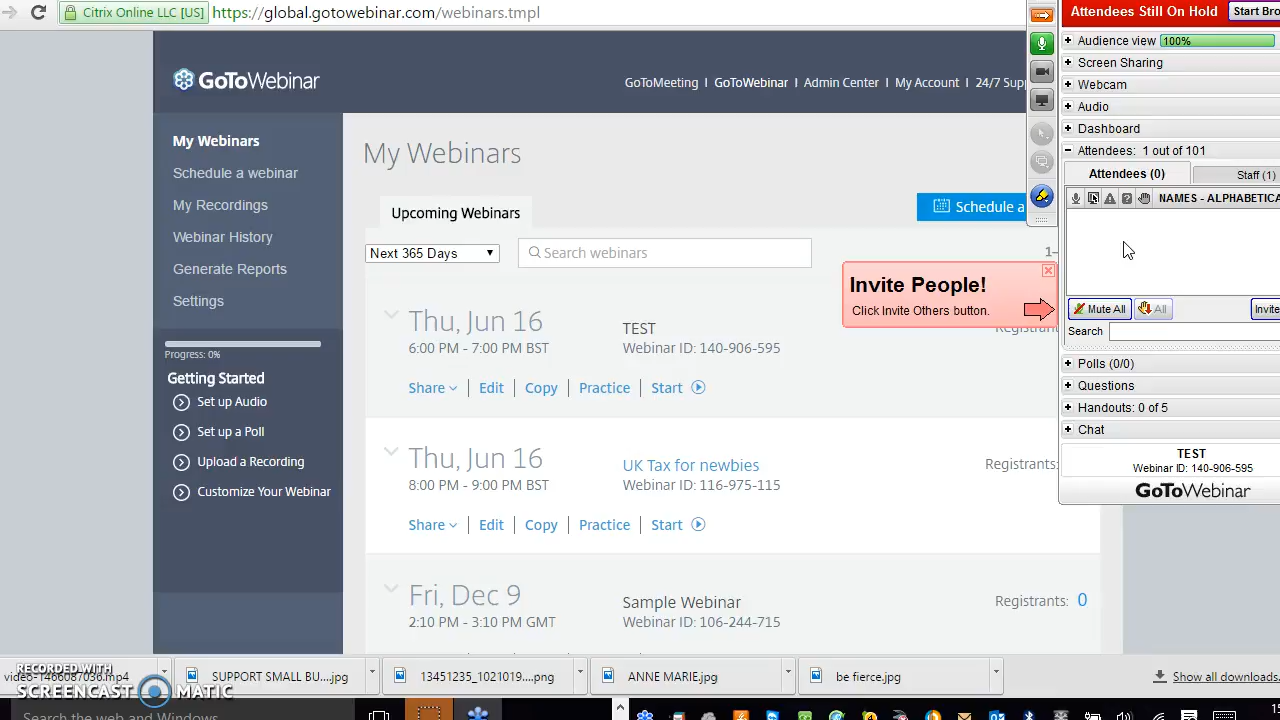 Citrix Online LLC [US]
https://global.gotowebinar.com/webinars.tmpl
GoToWebinar
GoToMeeting
GoToWebinar
Admin Center
My Account
24/7 Supp
My Webinars
Schedule a webinar
My Recordings
Webinar History
Generate Reports
Settings
Progress: 0%
Getting Started
Set up Audio
Set up a Poll
Upload a Recording
Customize Your Webinar
My Webinars
Upcoming Webinars
Schedule a
Next 365 Days
Search webinars
1–
Thu, Jun 16
6:00 PM - 7:00 PM BST
TEST
Webinar ID: 140-906-595
Registrants:
Share
Edit
Copy
Practice
Start
Thu, Jun 16
8:00 PM - 9:00 PM BST
UK Tax for newbies
Webinar ID: 116-975-115
Registrants:
Share
Edit
Copy
Practice
Start
Fri, Dec 9
2:10 PM - 3:10 PM GMT
Sample Webinar
Webinar ID: 106-244-715
Registrants: 0
Invite People!
Click Invite Others button.
Attendees Still On Hold
Start Bro
Audience view 100%
Screen Sharing
Webcam
Audio
Dashboard
Attendees: 1 out of 101
Attendees (0)
Staff (1)
NAMES - ALPHABETICA
Mute All
All
Invite
Search
Polls (0/0)
Questions
Handouts: 0 of 5
Chat
TEST
Webinar ID: 140-906-595
GoToWebinar
video-1466087036.mp4
SUPPORT SMALL BU....jpg
13451235_1021019....png
ANNE MARIE.jpg
be fierce.jpg
Show all downloads.
RECORDED WITH
SCREENCAST MATIC
Search the web and Windows